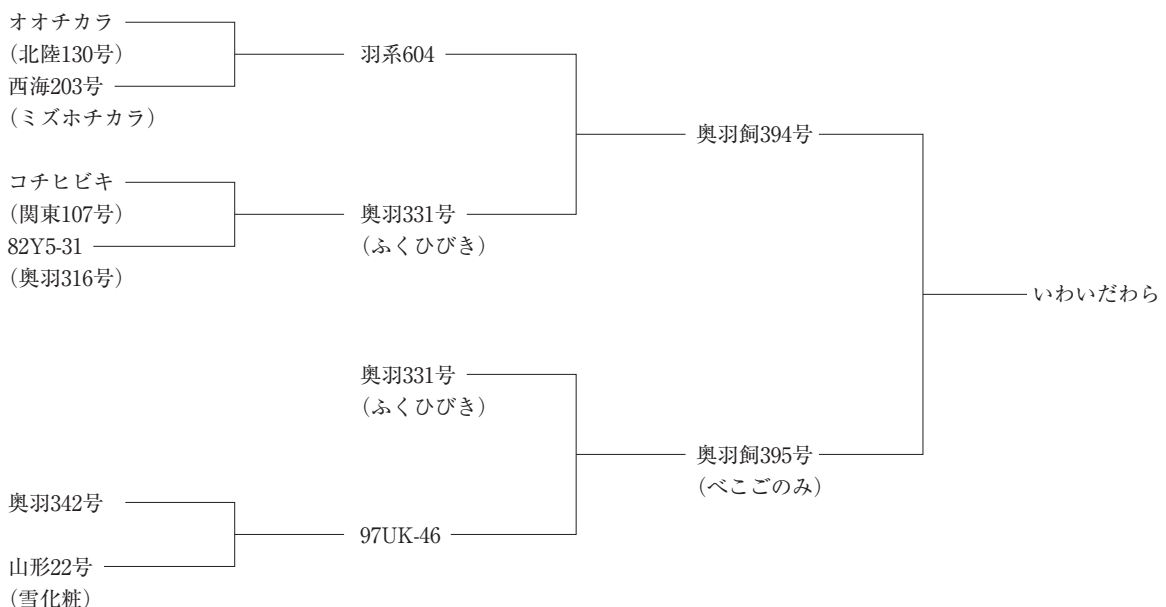 オオチカラ
(北陸130号)
西海203号
(ミズホチカラ)
羽系604
コチヒビキ
(関東107号)
82Y5-31
(奥羽316号)
奥羽331号
(ふくひびき)
奥羽飼394号
奥羽331号
(ふくひびき)
奥羽342号
山形22号
(雪化粧)
97UK-46
奥羽飼395号
(べこごのみ)
いわいだわら